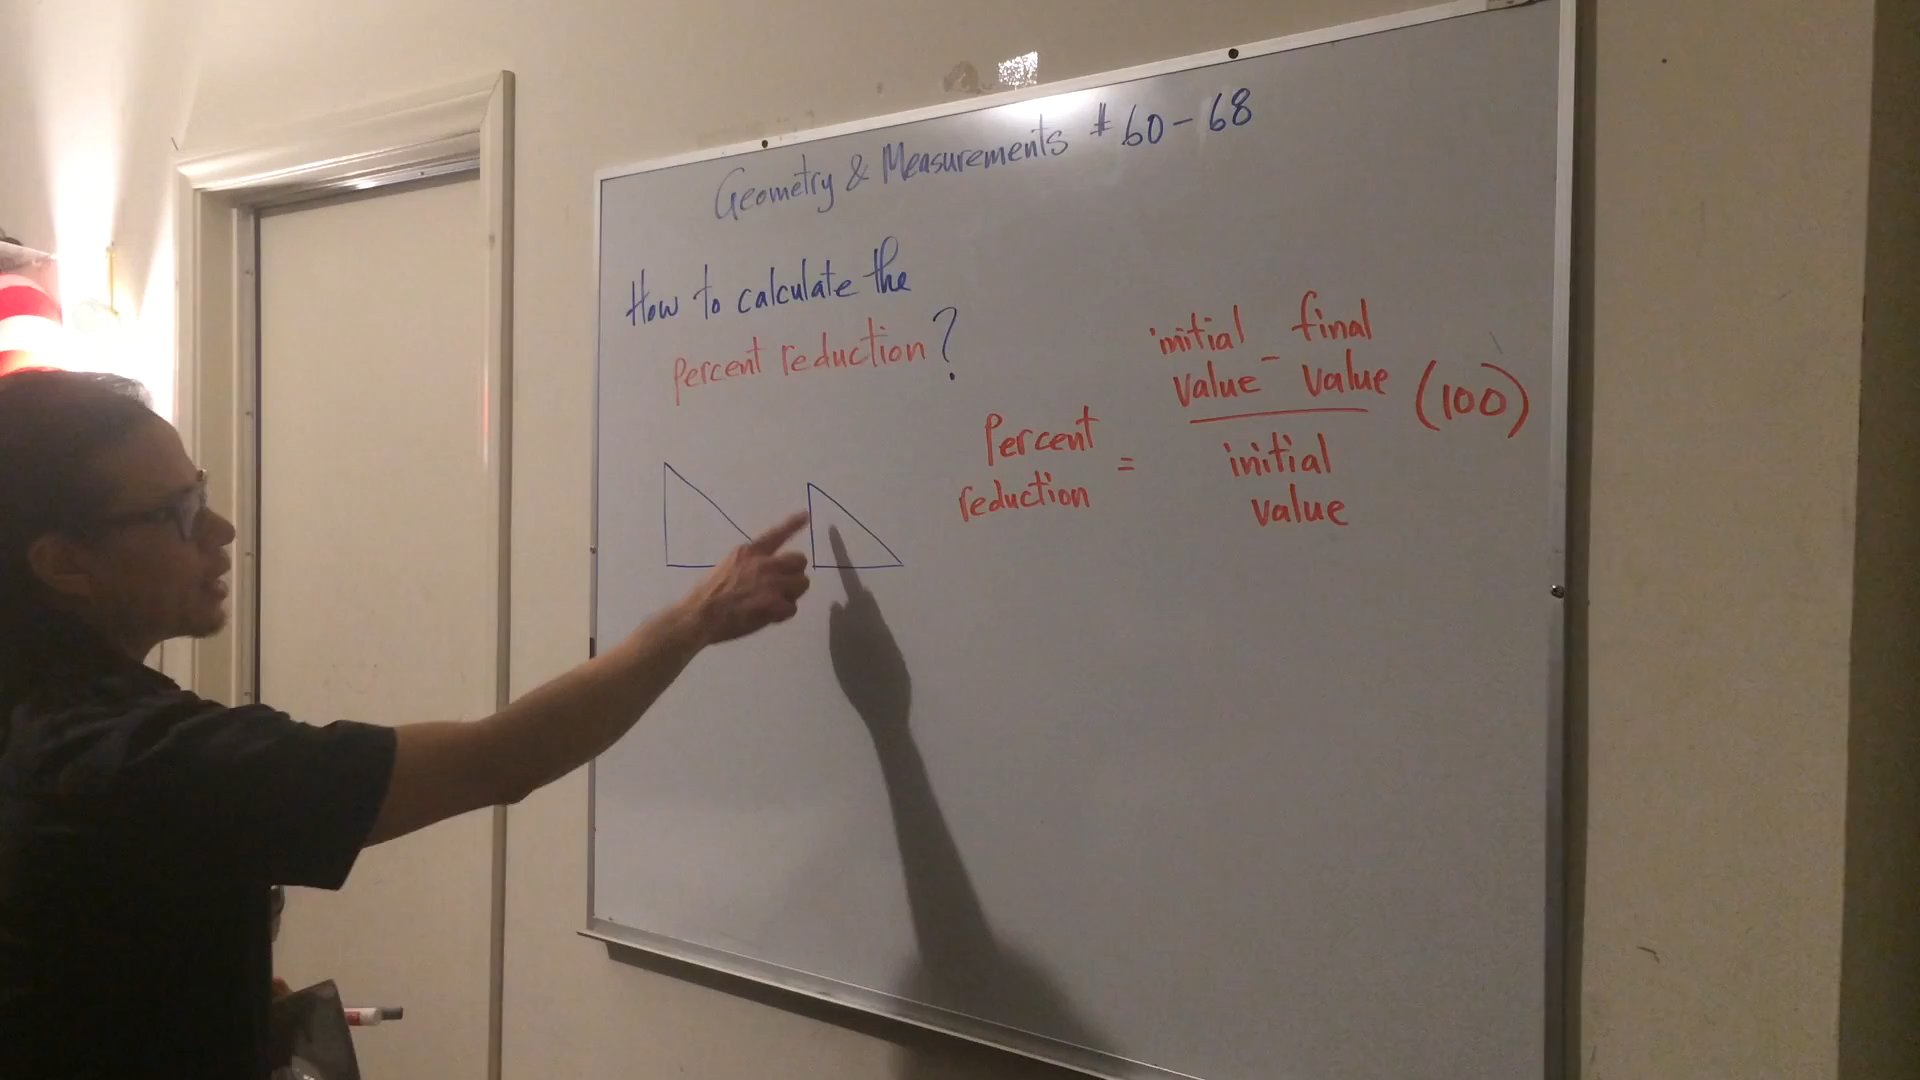 Geometry & Measurements # 60-68
How to calculate the
percent reduction?
initial - final
value value
(100)
Percent
reduction
=
initial
value